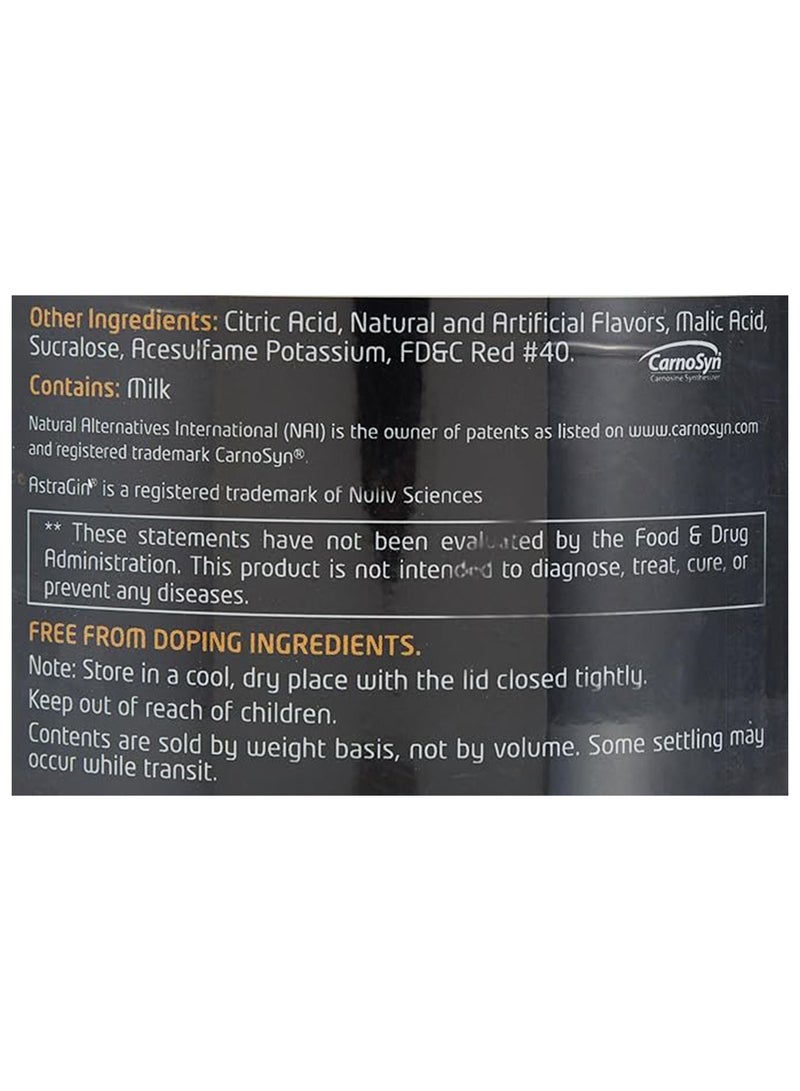 Other Ingredients: Citric Acid, Natural and Artificial Flavors, Malic Acid,
Sucralose, Acesulfame Potassium, FD&C Red #40.
CarnoSyn®
Carnosine Synthesizer
Contains: Milk
Natural Alternatives International (NAI) is the owner of patents as listed on www.carnosyn.com
and registered trademark CarnoSyn®.
AstraGin® is a registered trademark of Nuliv Sciences
** These statements have not been evaluated by the Food & Drug
Administration. This product is not intended to diagnose, treat, cure, or
prevent any diseases.
FREE FROM DOPING INGREDIENTS.
Note: Store in a cool, dry place with the lid closed tightly.
Keep out of reach of children.
Contents are sold by weight basis, not by volume. Some settling may
occur while transit.